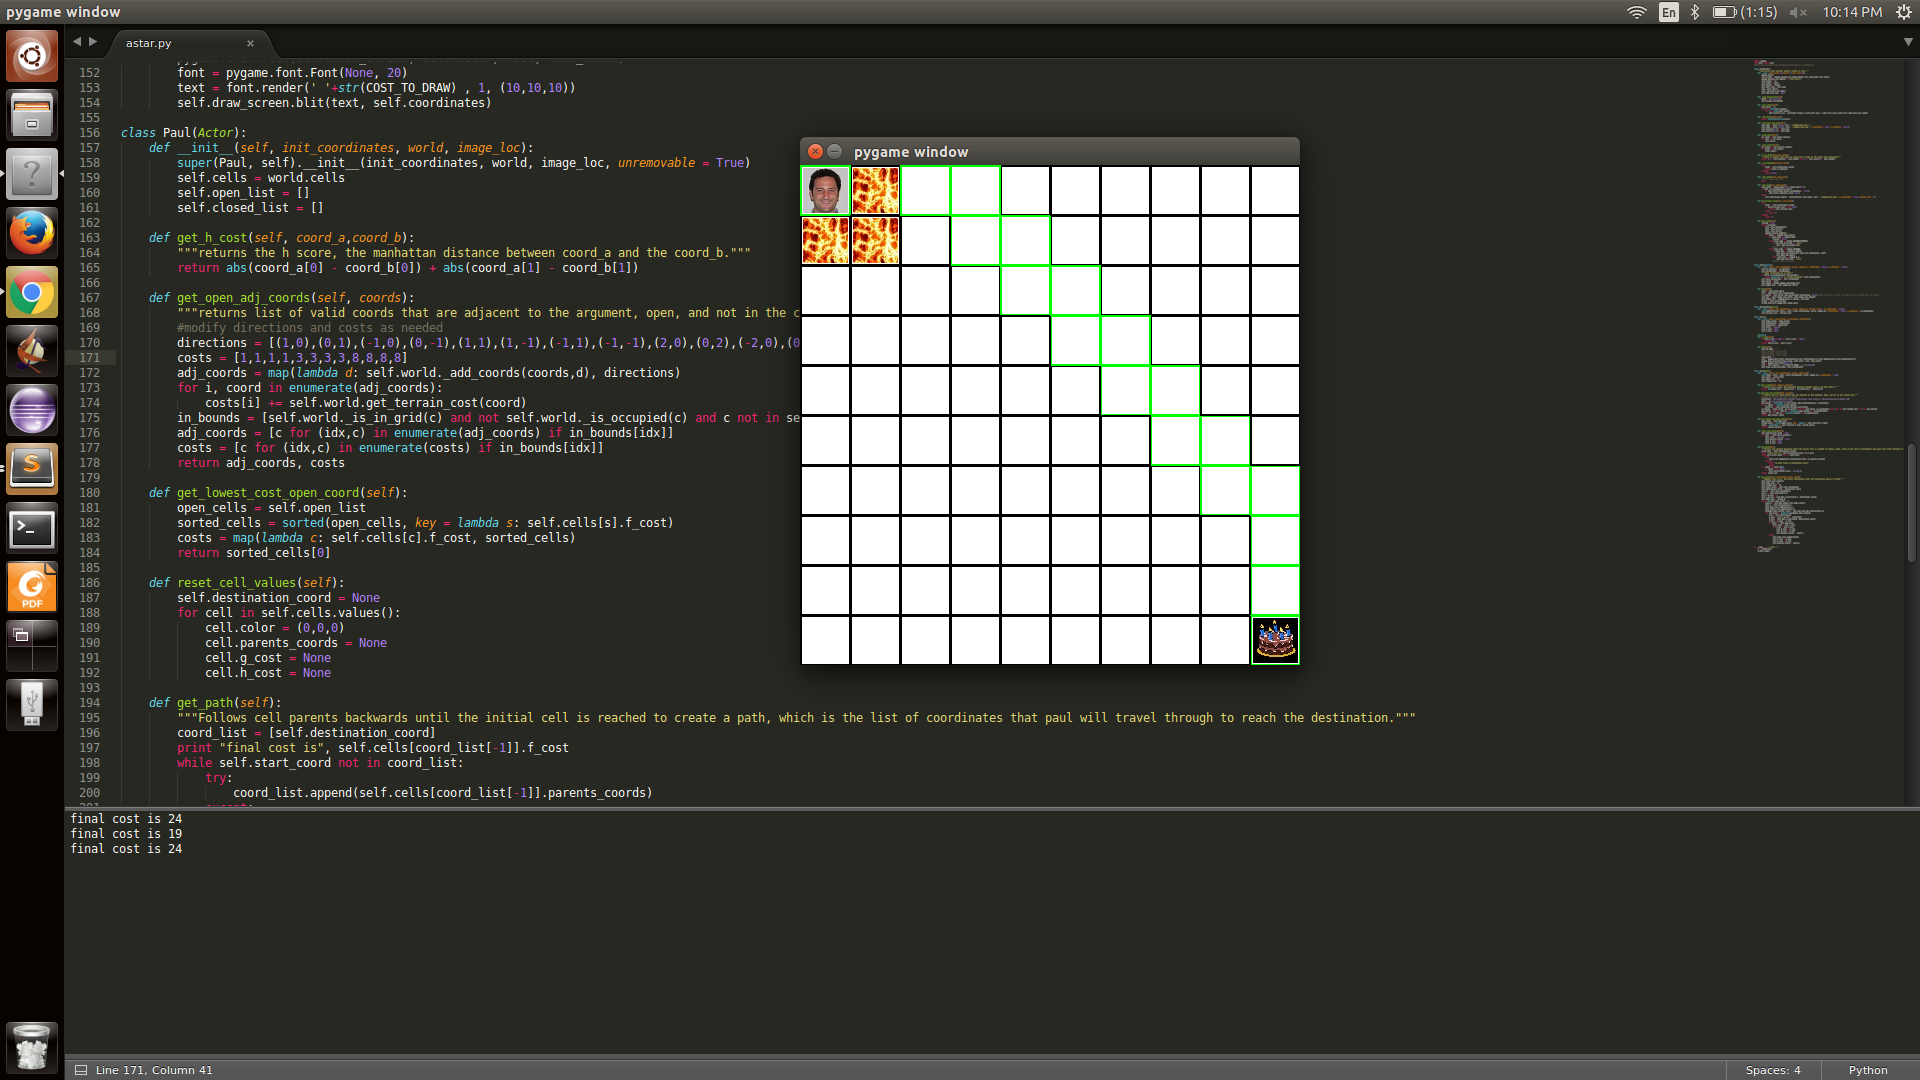 pygame window
En
(1:15)
10:14 PM
astar.py
152 font = pygame.font.Font(None, 20)
153 text = font.render(' '+str(COST_TO_DRAW) , 1, (10,10,10))
154 self.draw_screen.blit(text, self.coordinates)
155
156 class Paul(Actor):
157 def __init__(self, init_coordinates, world, image_loc):
158 super(Paul, self).__init__(init_coordinates, world, image_loc, unremovable = True)
159 self.cells = world.cells
160 self.open_list = []
161 self.closed_list = []
162
163 def get_h_cost(self, coord_a,coord_b):
164 """returns the h score, the manhattan distance between coord_a and the coord_b."""
165 return abs(coord_a[0] - coord_b[0]) + abs(coord_a[1] - coord_b[1])
166
167 def get_open_adj_coords(self, coords):
168 """returns list of valid coords that are adjacent to the argument, open, and not in the c
169 #modify directions and costs as needed
170 directions = [(1,0),(0,1),(-1,0),(0,-1),(1,1),(1,-1),(-1,1),(-1,-1),(2,0),(0,2),(-2,0),(0
171 costs = [1,1,1,1,3,3,3,3,8,8,8,8]
172 adj_coords = map(lambda d: self.world._add_coords(coords,d), directions)
173 for i, coord in enumerate(adj_coords):
174 costs[i] += self.world.get_terrain_cost(coord)
175 in_bounds = [self.world._is_in_grid(c) and not self.world._is_occupied(c) and c not in se
176 adj_coords = [c for (idx,c) in enumerate(adj_coords) if in_bounds[idx]]
177 costs = [c for (idx,c) in enumerate(costs) if in_bounds[idx]]
178 return adj_coords, costs
179
180 def get_lowest_cost_open_coord(self):
181 open_cells = self.open_list
182 sorted_cells = sorted(open_cells, key = lambda s: self.cells[s].f_cost)
183 costs = map(lambda c: self.cells[c].f_cost, sorted_cells)
184 return sorted_cells[0]
185
186 def reset_cell_values(self):
187 self.destination_coord = None
188 for cell in self.cells.values():
189 cell.color = (0,0,0)
190 cell.parents_coords = None
191 cell.g_cost = None
192 cell.h_cost = None
193
194 def get_path(self):
195 """Follows cell parents backwards until the initial cell is reached to create a path, which is the list of coordinates that paul will travel through to reach the destination."""
196 coord_list = [self.destination_coord]
197 print "final cost is", self.cells[coord_list[-1]].f_cost
198 while self.start_coord not in coord_list:
199 try:
200 coord_list.append(self.cells[coord_list[-1]].parents_coords)
pygame window
PDF
final cost is 24
final cost is 19
final cost is 24
Line 171, Column 41
Spaces: 4
Python